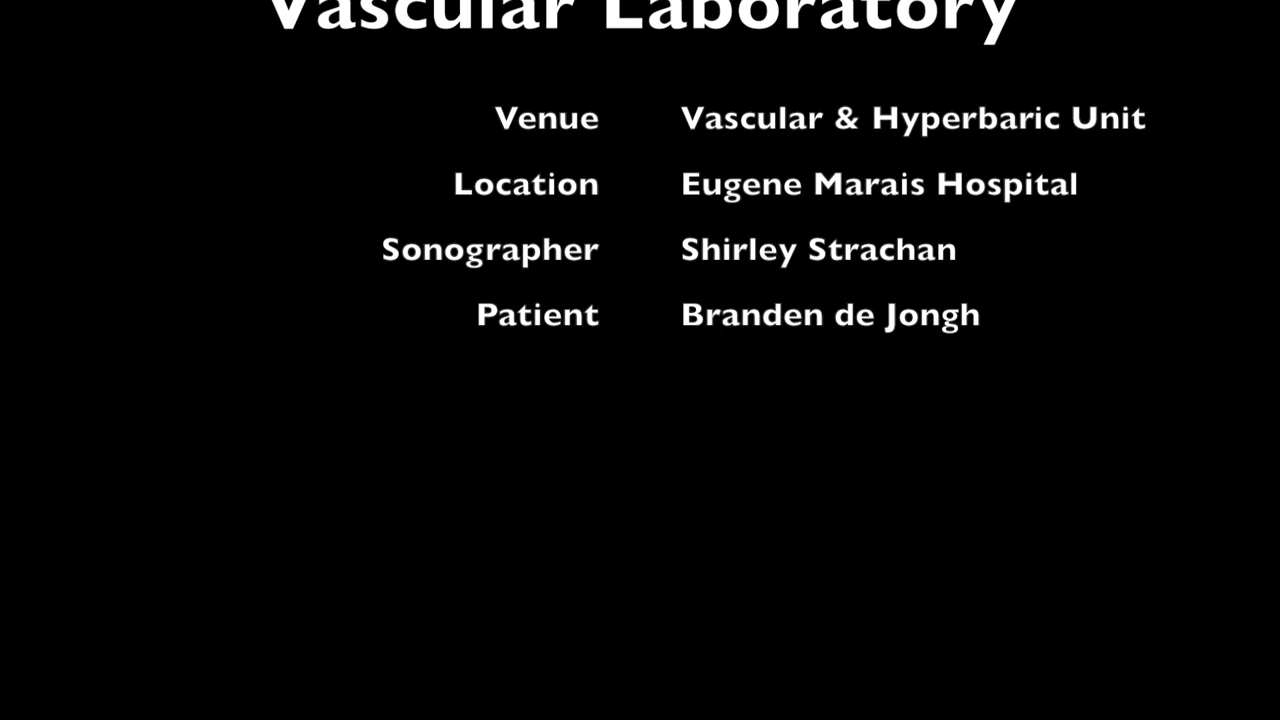 Vascular Laboratory
Venue Vascular & Hyperbaric Unit
Location Eugene Marais Hospital
Sonographer Shirley Strachan
Patient Branden de Jongh